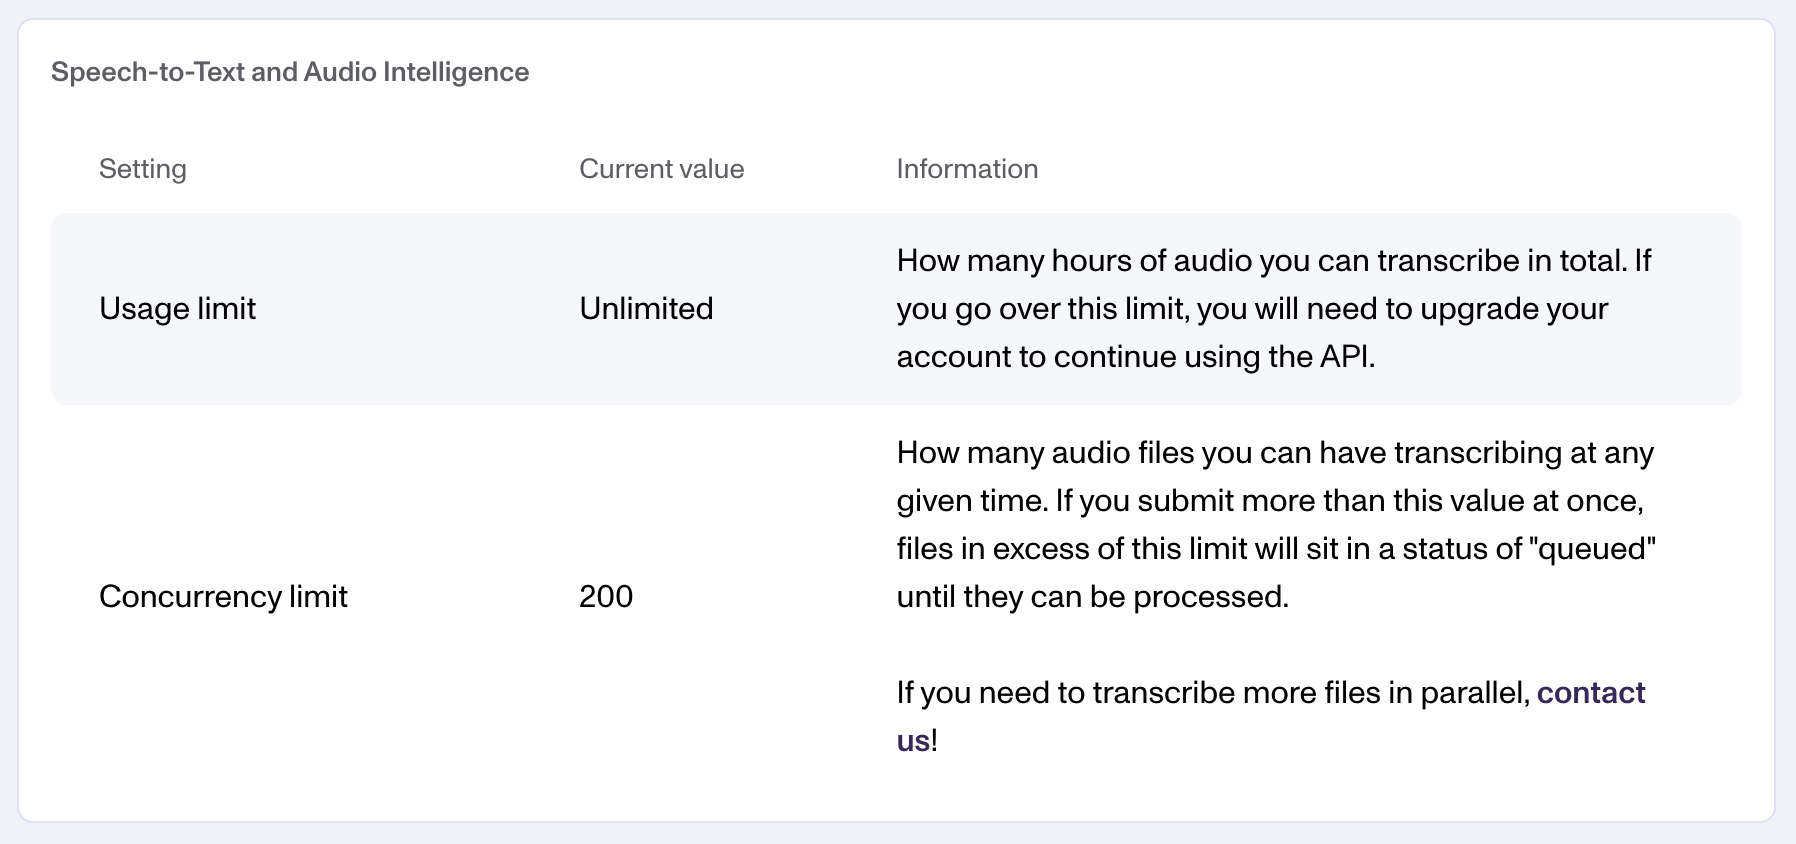 Speech-to-Text and Audio Intelligence
Setting
Current value
Information
Usage limit
Unlimited
How many hours of audio you can transcribe in total. If
you go over this limit, you will need to upgrade your
account to continue using the API.
Concurrency limit
200
How many audio files you can have transcribing at any
given time. If you submit more than this value at once,
files in excess of this limit will sit in a status of "queued"
until they can be processed.
If you need to transcribe more files in parallel, contact
us!